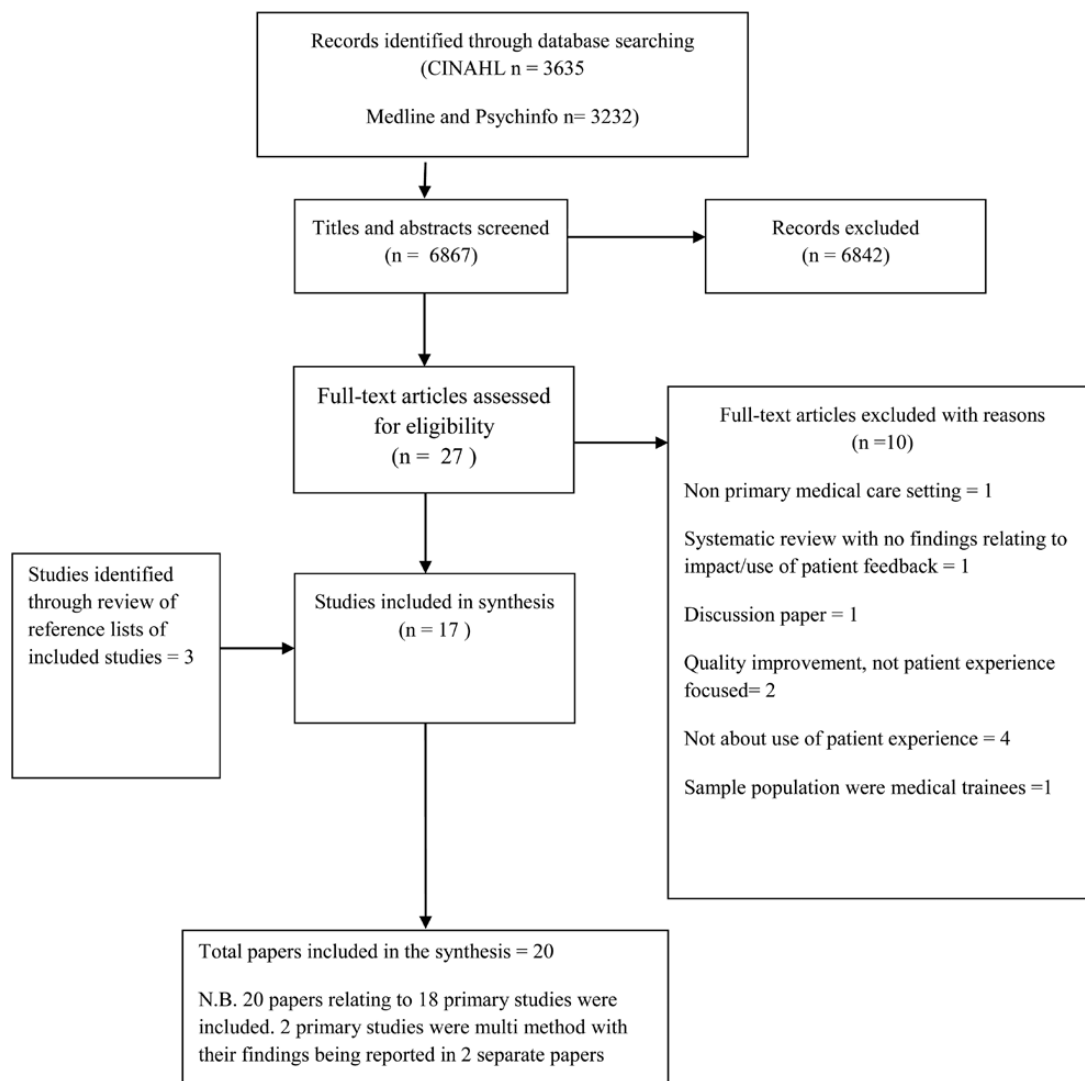 Records identified through database searching
(CINAHL n = 3635
Medline and Psychinfo n= 3232)
Titles and abstracts screened
(n =  6867)
Records excluded
(n = 6842)
Full-text articles assessed
for eligibility
(n =  27 )
Full-text articles excluded with reasons
(n =10)
Non primary medical care setting = 1
Systematic review with no findings relating to
impact/use of patient feedback = 1
Discussion paper = 1
Quality improvement, not patient experience
focused= 2
Not about use of patient experience = 4
Sample population were medical trainees =1
Studies identified
through review of
reference lists of
included studies = 3
Studies included in synthesis
(n = 17 )
Total papers included in the synthesis = 20
N.B. 20 papers relating to 18 primary studies were
included. 2 primary studies were multi method with
their findings being reported in 2 separate papers